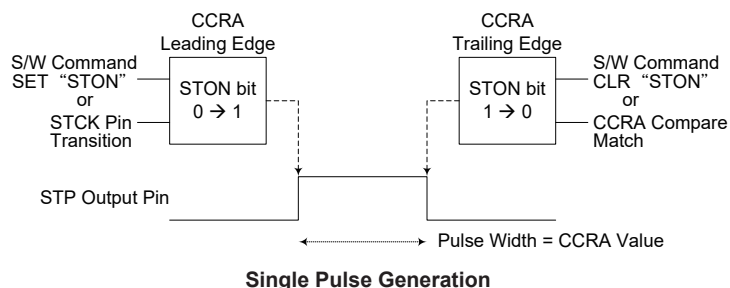 CCRA
Leading Edge
S/W Command
SET “STON”
or
STCK Pin
Transition
STON bit
0 → 1
CCRA
Trailing Edge
STON bit
1 → 0
S/W Command
CLR “STON”
or
CCRA Compare
Match
STP Output Pin
Pulse Width = CCRA Value
Single Pulse Generation